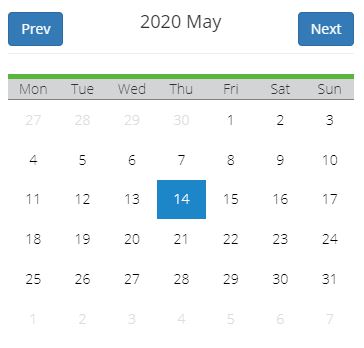 Prev 2020 May Next
Mon Tue Wed Thu Fri Sat Sun
27 28 29 30 1 2 3
4 5 6 7 8 9 10
11 12 13 14 15 16 17
18 19 20 21 22 23 24
25 26 27 28 29 30 31
1 2 3 4 5 6 7